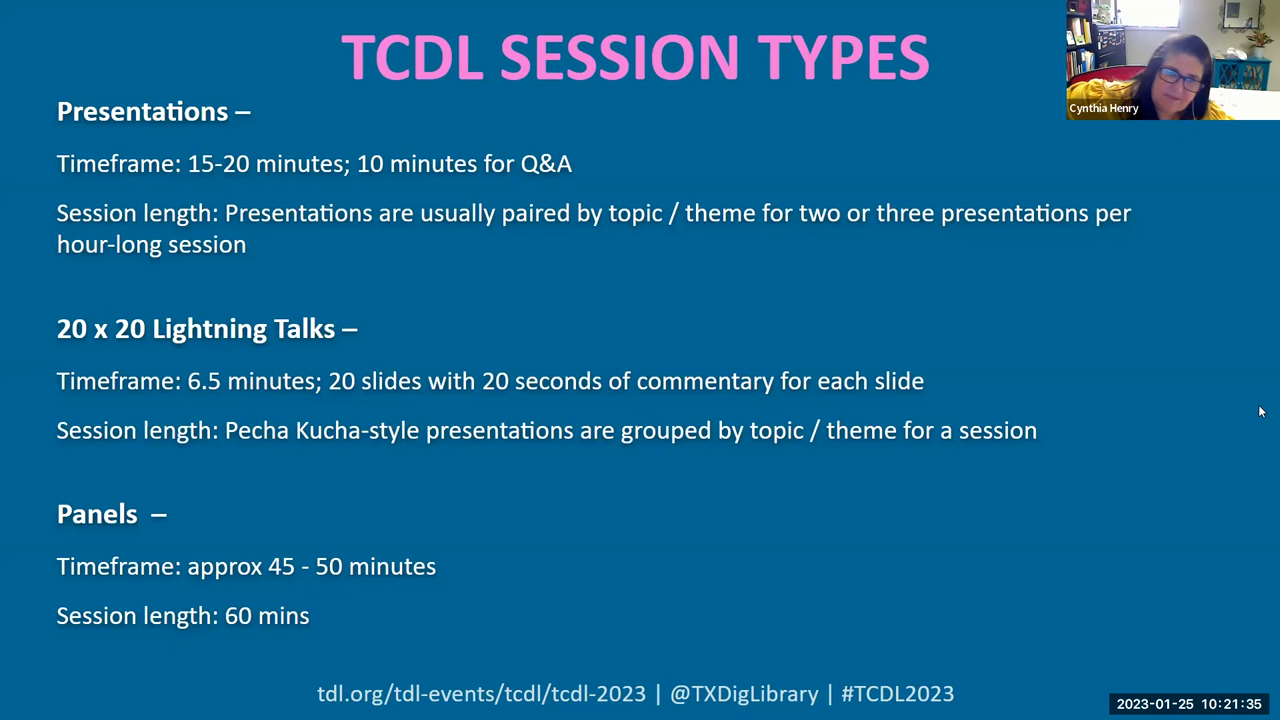 TCDL SESSION TYPES
Cynthia Henry
Presentations –
Timeframe: 15-20 minutes; 10 minutes for Q&A
Session length: Presentations are usually paired by topic / theme for two or three presentations per
hour-long session
20 x 20 Lightning Talks –
Timeframe: 6.5 minutes; 20 slides with 20 seconds of commentary for each slide
Session length: Pecha Kucha-style presentations are grouped by topic / theme for a session
Panels –
Timeframe: approx 45 - 50 minutes
Session length: 60 mins
tdl.org/tdl-events/tcdl/tcdl-2023 | @TXDigLibrary | #TCDL2023
2023-01-25 10:21:35